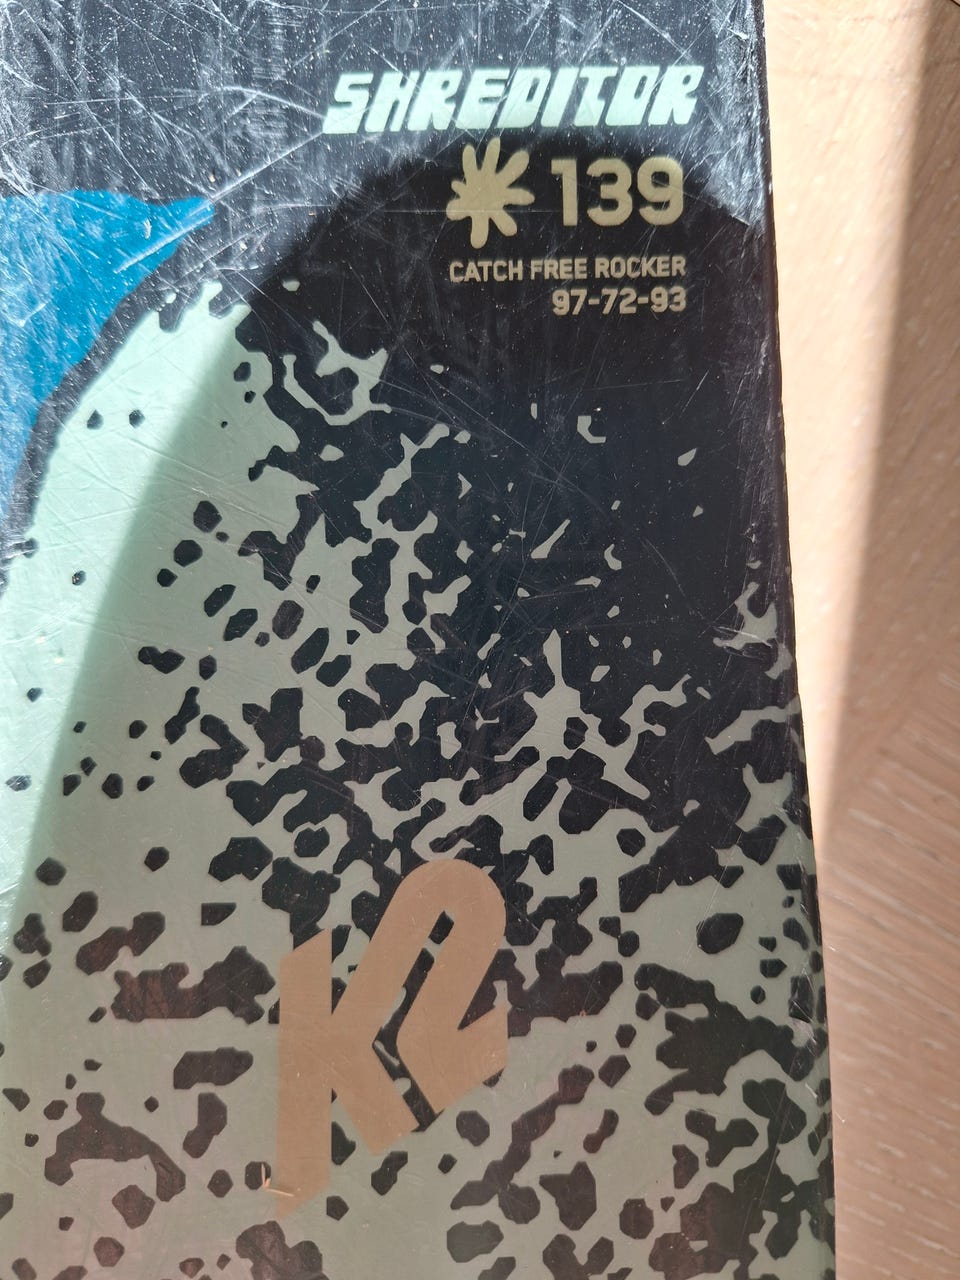 SHREDITOR
139
CATCH FREE ROCKER
97-72-93
K2